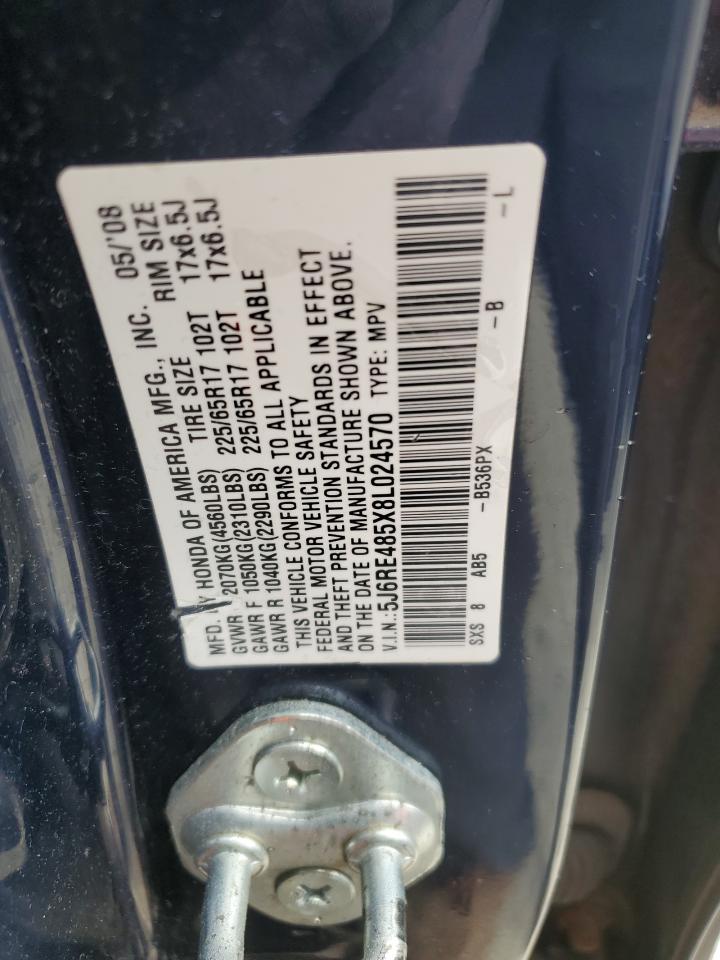 MFD. Y HONDA OF AMERICA MFG., INC. 05/'08
GVWR 2070KG(4560LBS) TIRE SIZE RIM SIZE
GAWR F 1050KG(2310LBS) 225/65R17 102T 17x6.5J
GAWR R 1040KG(2290LBS) 225/65R17 102T 17x6.5J
THIS VEHICLE CONFORMS TO ALL APPLICABLE
FEDERAL MOTOR VEHICLE SAFETY
AND THEFT PREVENTION STANDARDS IN EFFECT
ON THE DATE OF MANUFACTURE SHOWN ABOVE.
V.I.N.:5J6RE485X8L024570 TYPE: MPV
SXS 8 AB5 -B536PX -B -L